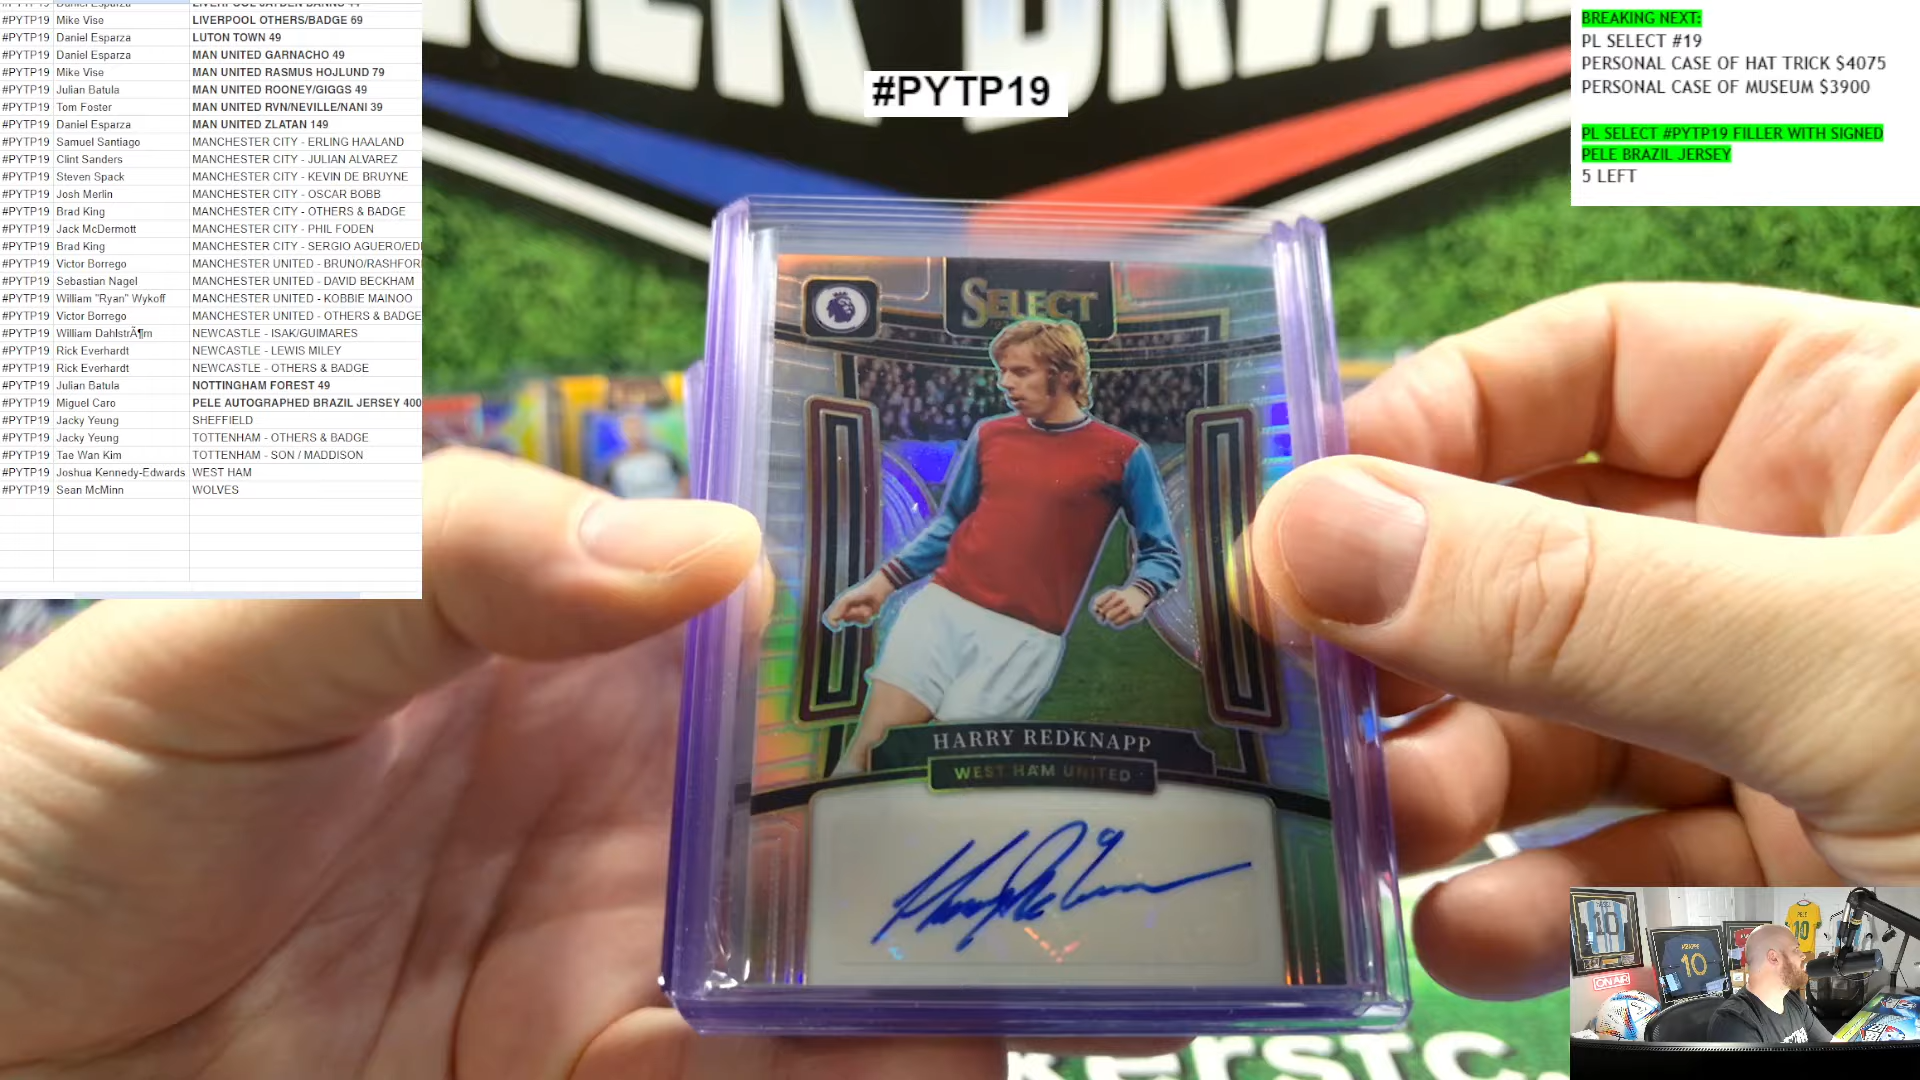 #PYTP19 Mike Vise LIVERPOOL OTHERS/BADGE 69
#PYTP19 Daniel Esparza LUTON TOWN 49
#PYTP19 Daniel Esparza MAN UNITED GARNACHO 49
#PYTP19 Mike Vise MAN UNITED RASMUS HOJLUND 79
#PYTP19 Julian Batula MAN UNITED ROONEY/GIGGS 49
#PYTP19 Tom Foster MAN UNITED RVN/NEVILLE/NANI 39
#PYTP19 Daniel Esparza MAN UNITED ZLATAN 149
#PYTP19 Samuel Santiago MANCHESTER CITY - ERLING HAALAND
#PYTP19 Clint Sanders MANCHESTER CITY - JULIAN ALVAREZ
#PYTP19 Steven Spack MANCHESTER CITY - KEVIN DE BRUYNE
#PYTP19 Josh Merlin MANCHESTER CITY - OSCAR BOBB
#PYTP19 Brad King MANCHESTER CITY - OTHERS & BADGE
#PYTP19 Jack McDermott MANCHESTER CITY - PHIL FODEN
#PYTP19 Brad King MANCHESTER CITY - SERGIO AGUERO/EDI
#PYTP19 Victor Borrego MANCHESTER UNITED - BRUNO/RASHFOR
#PYTP19 Sebastian Nagel MANCHESTER UNITED - DAVID BECKHAM
#PYTP19 William "Ryan" Wykoff MANCHESTER UNITED - KOBBIE MAINOO
#PYTP19 Victor Borrego MANCHESTER UNITED - OTHERS & BADGE
#PYTP19 William DahlstrÃ¶m NEWCASTLE - ISAK/GUIMARES
#PYTP19 Rick Everhardt NEWCASTLE - LEWIS MILEY
#PYTP19 Rick Everhardt NEWCASTLE - OTHERS & BADGE
#PYTP19 Julian Batula NOTTINGHAM FOREST 49
#PYTP19 Miguel Caro PELE AUTOGRAPHED BRAZIL JERSEY 400
#PYTP19 Jacky Yeung SHEFFIELD
#PYTP19 Jacky Yeung TOTTENHAM - OTHERS & BADGE
#PYTP19 Tae Wan Kim TOTTENHAM - SON / MADDISON
#PYTP19 Joshua Kennedy-Edwards WEST HAM
#PYTP19 Sean McMinn WOLVES
#PYTP19
BREAKING NEXT:
PL SELECT #19
PERSONAL CASE OF HAT TRICK $4075
PERSONAL CASE OF MUSEUM $3900
PL SELECT #PYTP19 FILLER WITH SIGNED
PELE BRAZIL JERSEY
5 LEFT
SELECT
HARRY REDKNAPP
WEST HAM UNITED
ON AIR
10
10
10